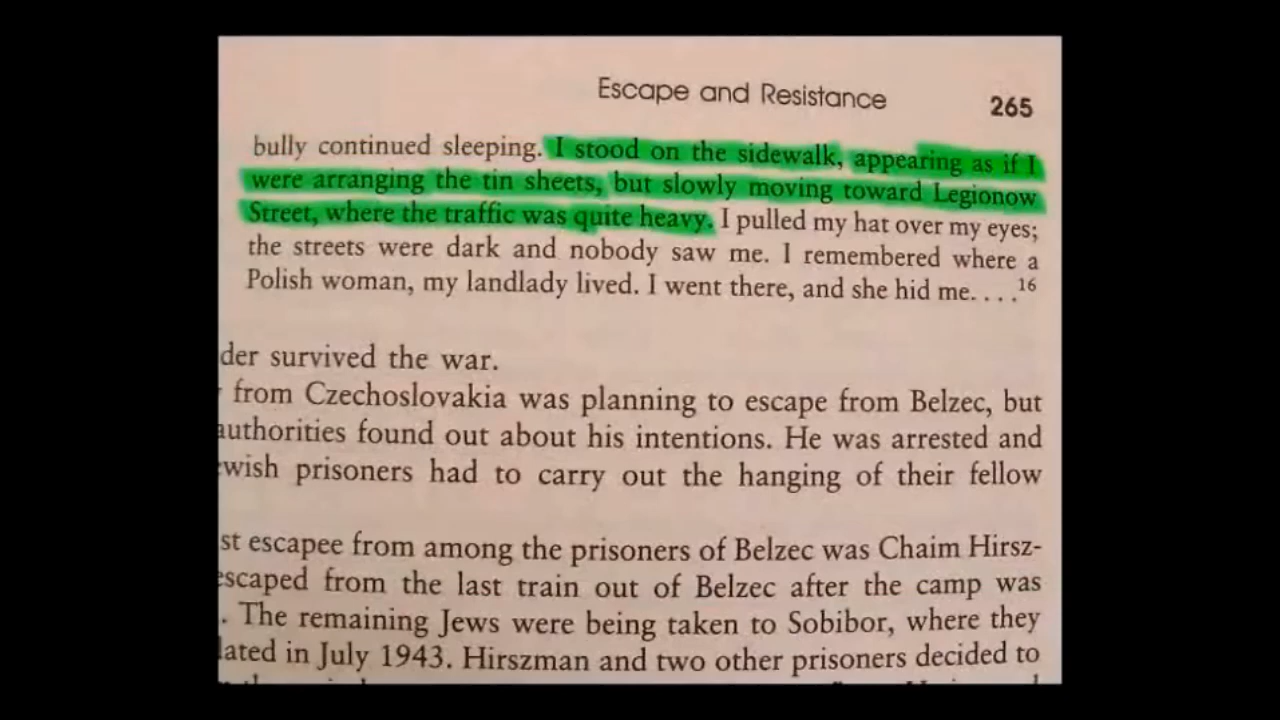 Escape and Resistance 265
bully continued sleeping. I stood on the sidewalk, appearing as if I
were arranging the tin sheets, but slowly moving toward Legionow
Street, where the traffic was quite heavy. I pulled my hat over my eyes;
the streets were dark and nobody saw me. I remembered where a
Polish woman, my landlady lived. I went there, and she hid me. . . .16
der survived the war.
from Czechoslovakia was planning to escape from Belzec, but
authorities found out about his intentions. He was arrested and
wish prisoners had to carry out the hanging of their fellow
st escapee from among the prisoners of Belzec was Chaim Hirsz-
escaped from the last train out of Belzec after the camp was
. The remaining Jews were being taken to Sobibor, where they
lated in July 1943. Hirszman and two other prisoners decided to